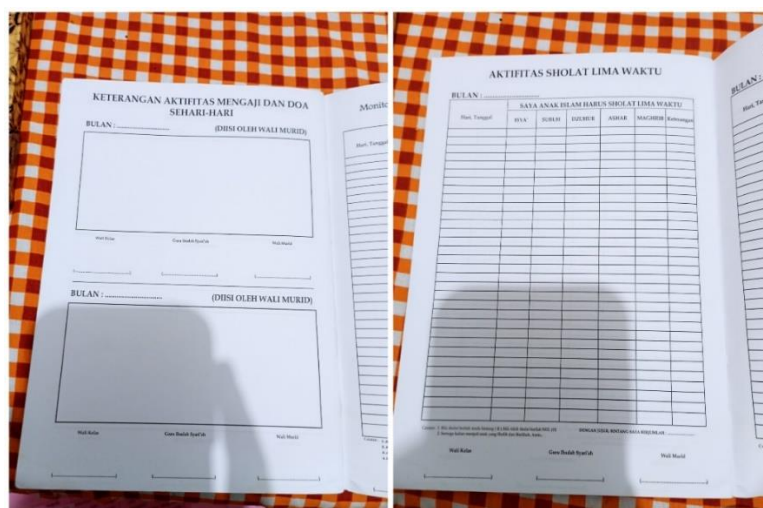 KETERANGAN AKTIFITAS MENGAJI DAN DOA
SEHARI-HARI
BULAN : ........................ (DIISI OLEH WALI MURID)
Wali Kelas Guru Ibadah Syari'ah Wali Murid
BULAN : ........................ (DIISI OLEH WALI MURID)
Wali Kelas Guru Ibadah Syari'ah Wali Murid
Hari, Tanggal
AKTIFITAS SHOLAT LIMA WAKTU
BULAN : ........................
SAYA ANAK ISLAM HARUS SHOLAT LIMA WAKTU
Hari, Tanggal ISYA' SUBUH DZUHUR ASHAR MAGHRIB Keterangan
Wali Kelas Guru Ibadah Syari'ah Wali Murid
BULAN :